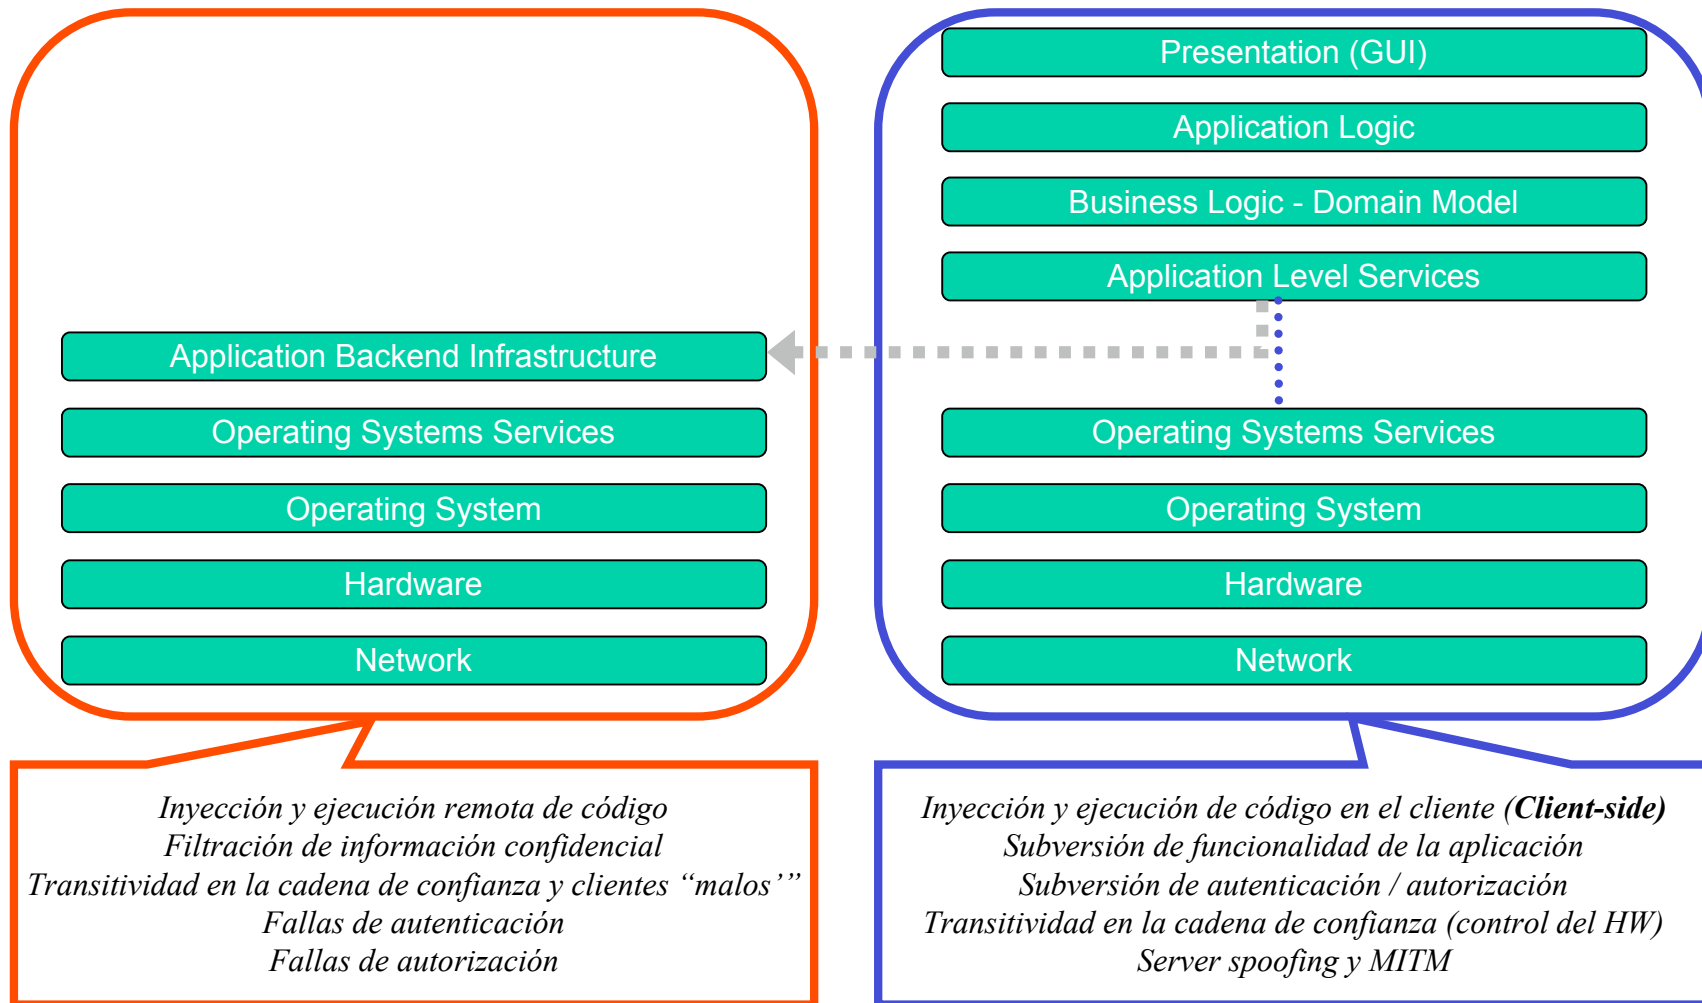 Application Backend Infrastructure
Operating Systems Services
Operating System
Hardware
Network
Inyección y ejecución remota de código
Filtración de información confidencial
Transitividad en la cadena de confianza y clientes “malos’”
Fallas de autenticación
Fallas de autorización
Presentation (GUI)
Application Logic
Business Logic - Domain Model
Application Level Services
Operating Systems Services
Operating System
Hardware
Network
Inyección y ejecución de código en el cliente (Client-side)
Subversión de funcionalidad de la aplicación
Subversión de autenticación / autorización
Transitividad en la cadena de confianza (control del HW)
Server spoofing y MITM